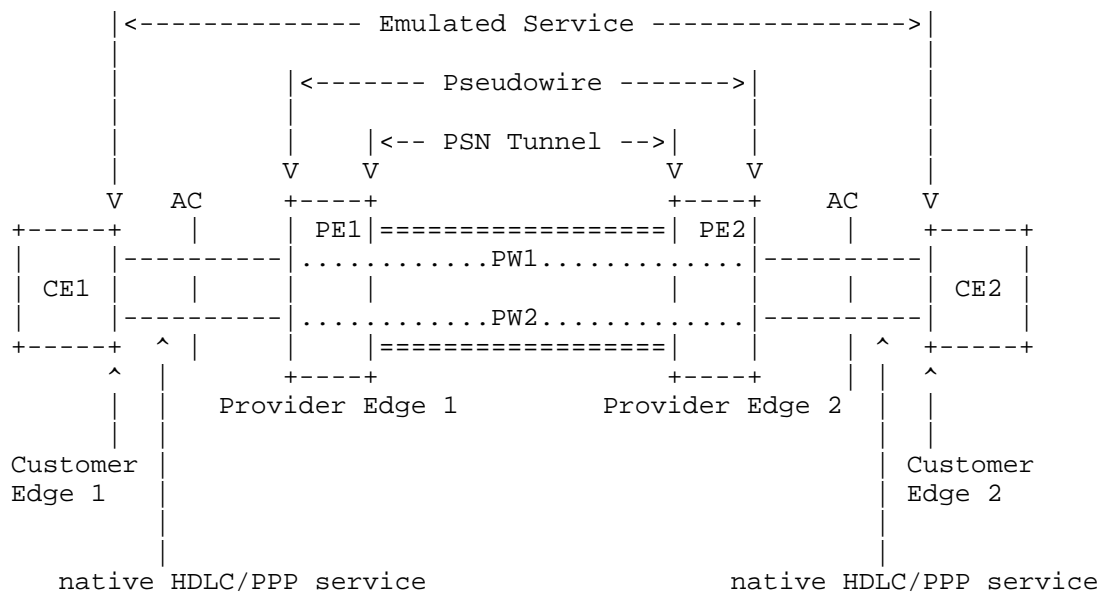 |<-------------- Emulated Service ---------------->|
|<------- Pseudowire ------->|
|<-- PSN Tunnel -->|
V V V V
V AC +----+ +----+ AC V
+-----+ | | PE1|==================| PE2| | +-----+
| |----------|............PW1.............|----------| |
| CE1 | | | | | | | | CE2 |
| |----------|............PW2.............|----------| |
+-----+ ^ | | |==================| | | ^ +-----+
^ | +----+ +----+ | | ^
| | Provider Edge 1 Provider Edge 2 | |
Customer | | Customer
Edge 1 | | Edge 2
native HDLC/PPP service native HDLC/PPP service